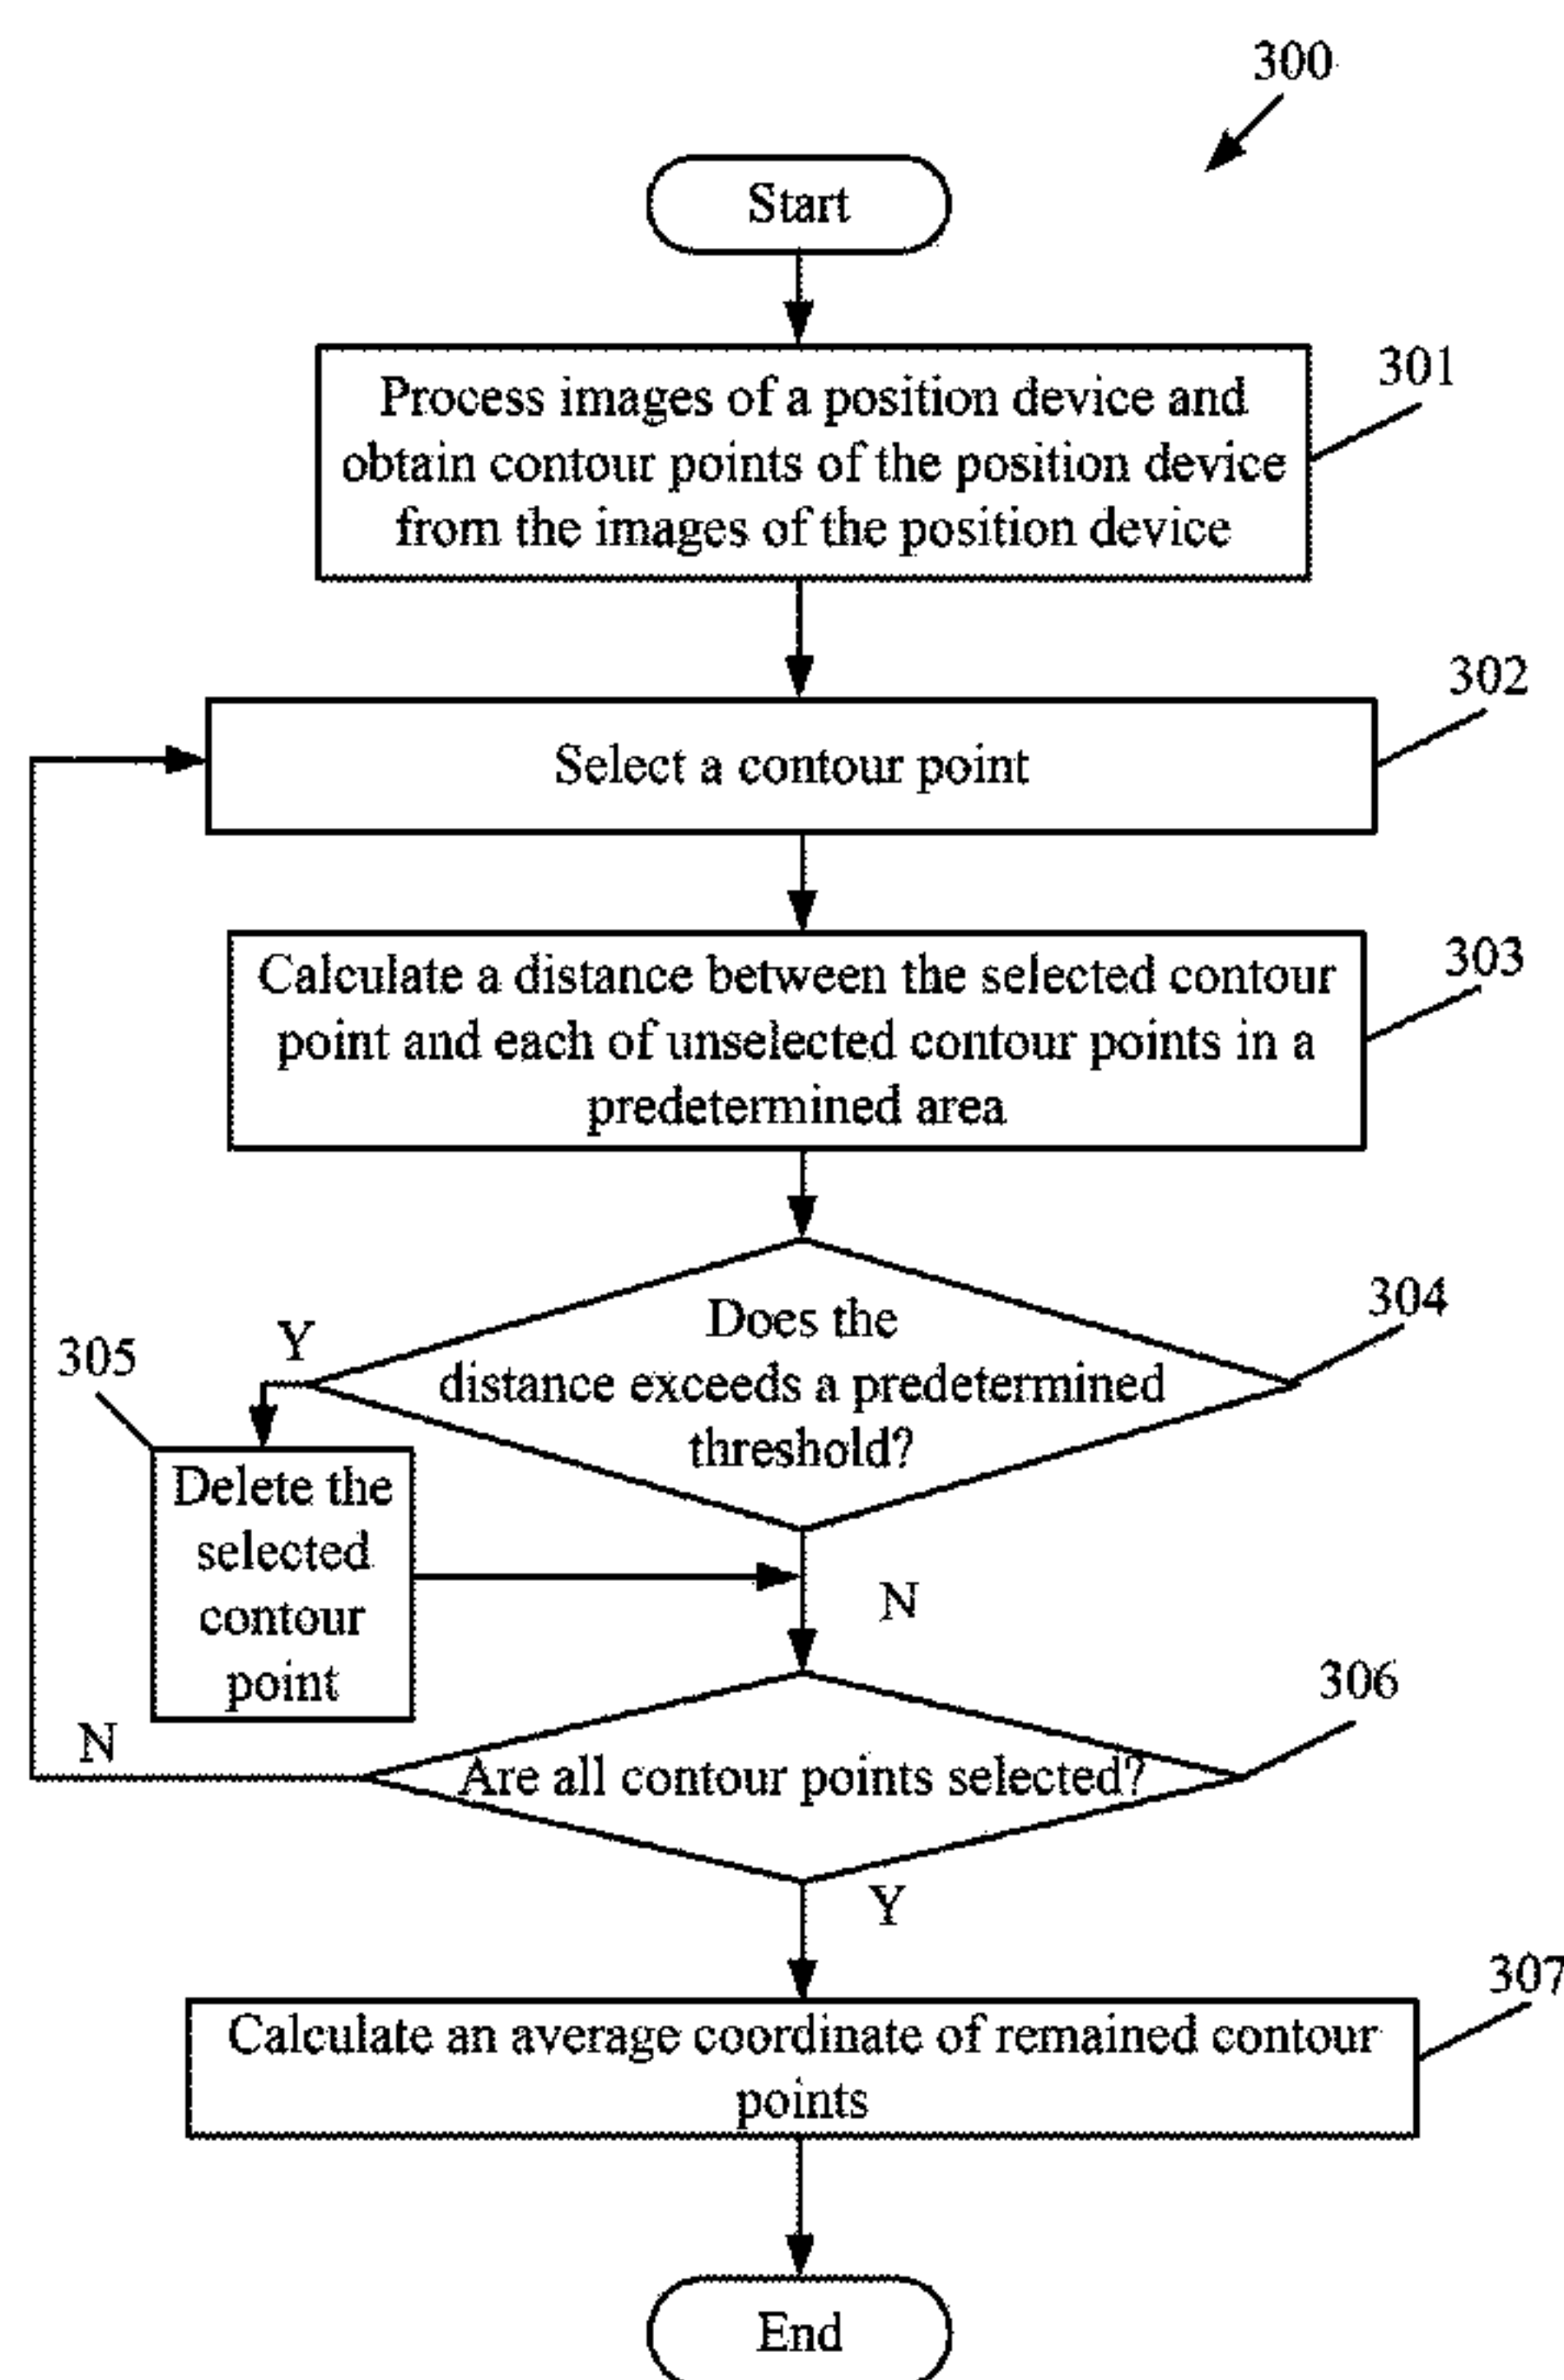 300
Start
301
Process images of a position device and
obtain contour points of the position device
from the images of the position device
302
Select a contour point
303
Calculate a distance between the selected contour
point and each of unselected contour points in a
predetermined area
304
Does the
distance exceeds a predetermined
threshold?
Y
305
Delete the
selected
contour
point
N
306
Are all contour points selected?
N
Y
307
Calculate an average coordinate of remained contour
points
End